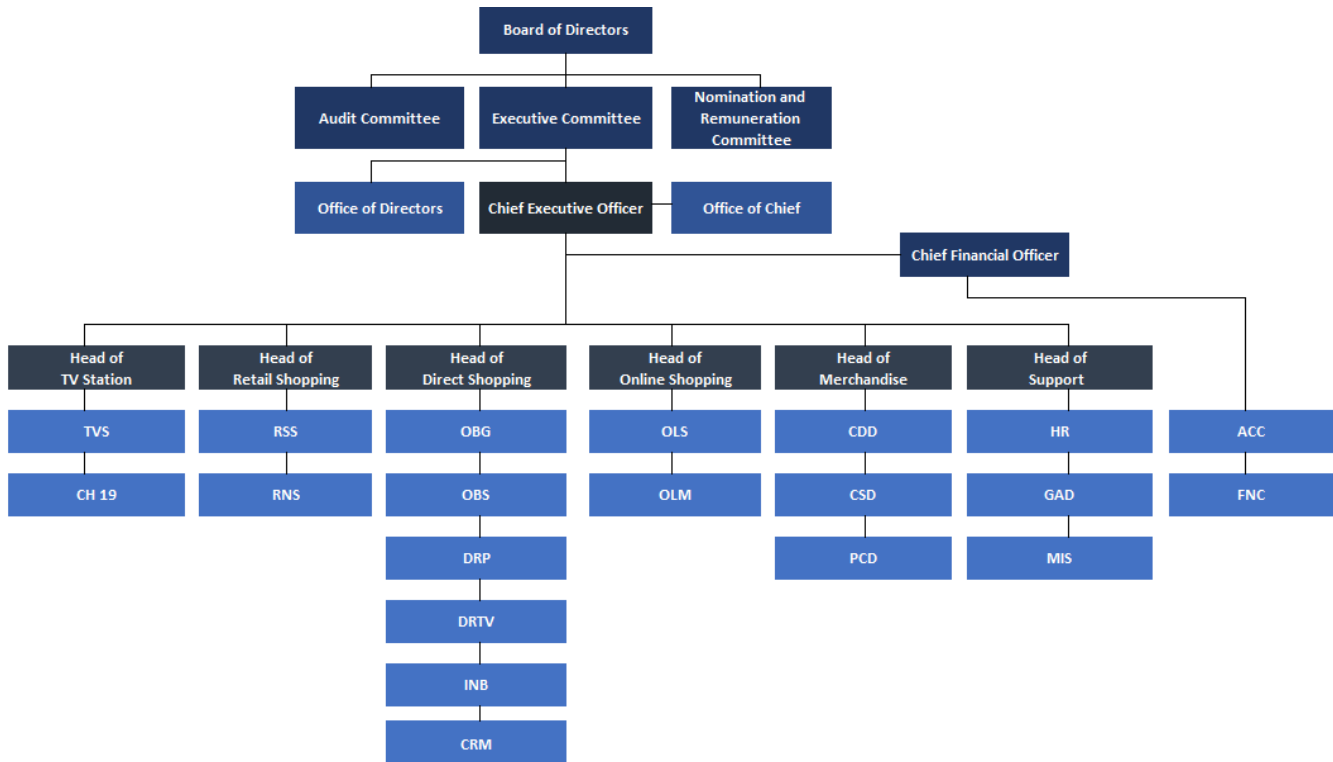 Board of Directors
Audit Committee
Executive Committee
Nomination and
Remuneration
Committee
Office of Directors
Chief Executive Officer
Office of Chief
Chief Financial Officer
Head of
TV Station
Head of
Retail Shopping
Head of
Direct Shopping
Head of
Online Shopping
Head of
Merchandise
Head of
Support
TVS
RSS
OBG
OLS
CDD
HR
ACC
CH 19
RNS
OBS
OLM
CSD
GAD
FNC
DRP
PCD
MIS
DRTV
INB
CRM